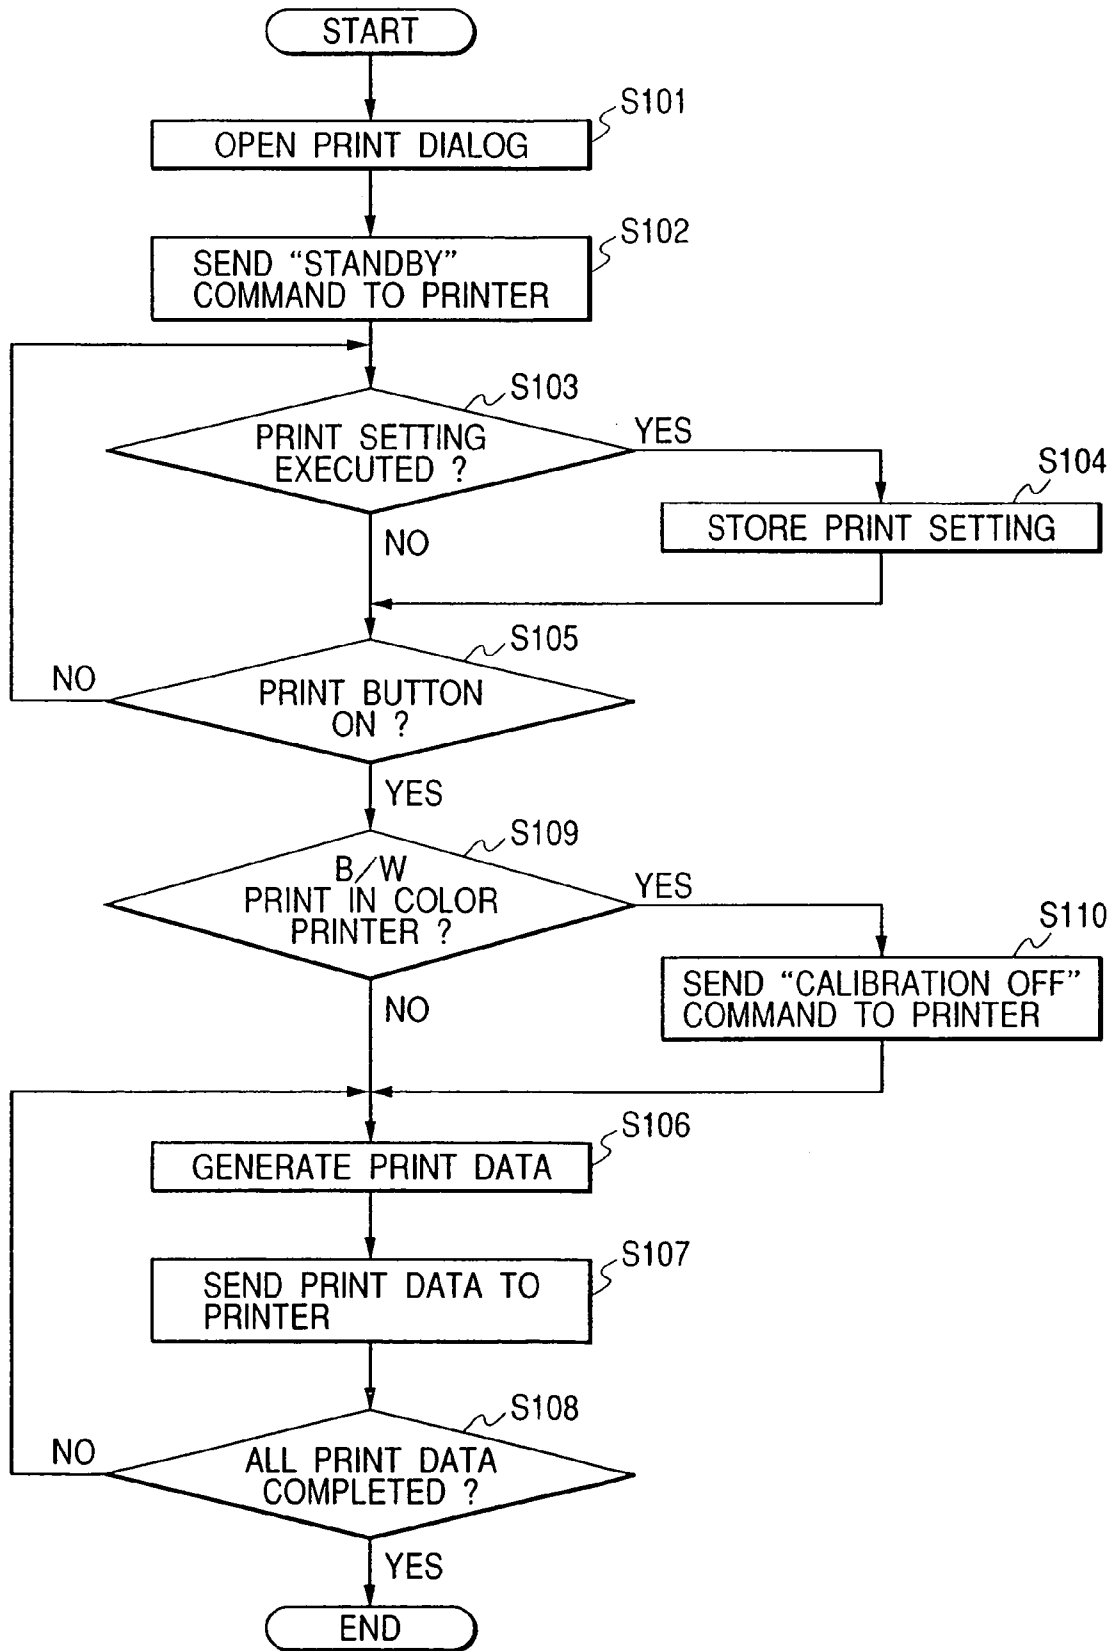 START
S101
OPEN PRINT DIALOG
S102
SEND “STANDBY”
COMMAND TO PRINTER
S103
PRINT SETTING
EXECUTED ?
YES
NO
S104
STORE PRINT SETTING
S105
PRINT BUTTON
ON ?
NO
YES
S109
B/W
PRINT IN COLOR
PRINTER ?
YES
NO
S110
SEND “CALIBRATION OFF”
COMMAND TO PRINTER
S106
GENERATE PRINT DATA
S107
SEND PRINT DATA TO
PRINTER
S108
ALL PRINT DATA
COMPLETED ?
NO
YES
END